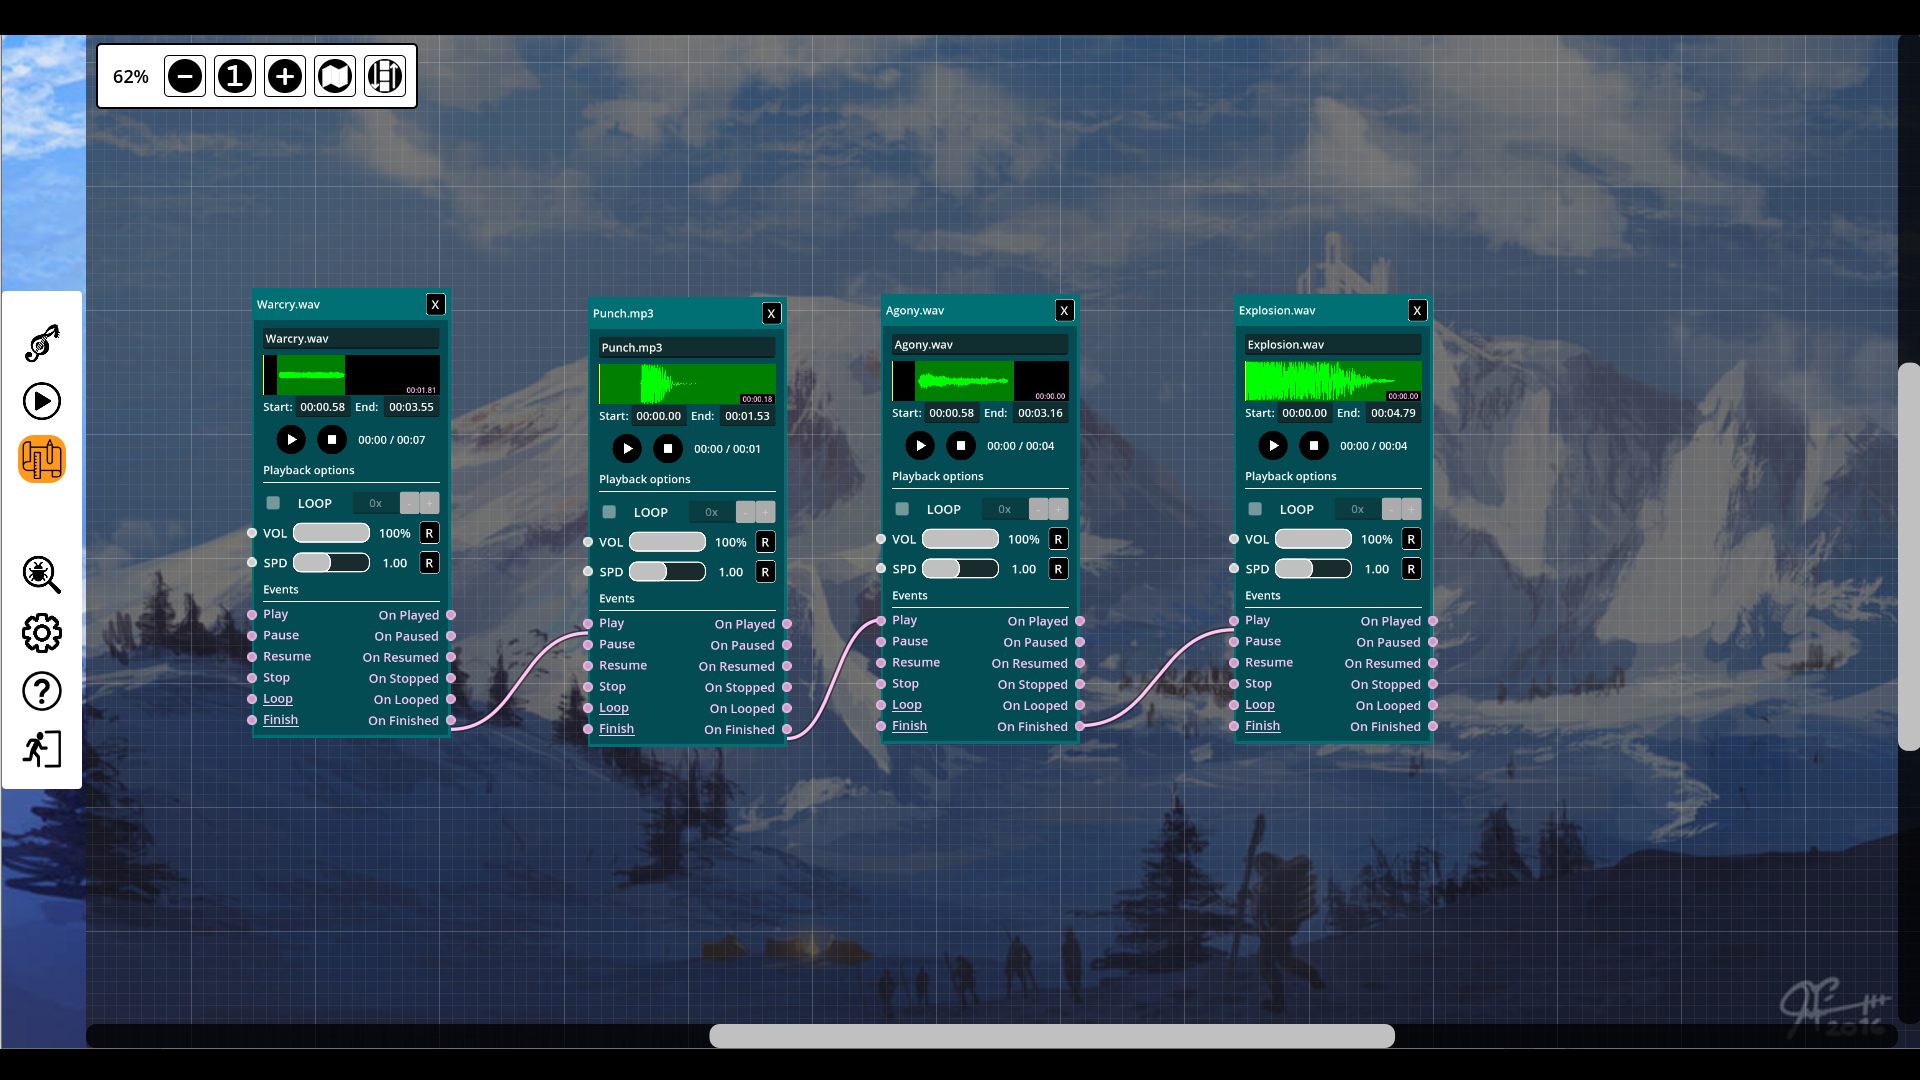 62% 1
Warcry.wav X
Warcry.wav
00:01.81
Start: 00:00.58 End: 00:03.55
00:00 / 00:07
Playback options
LOOP 0x - +
VOL 100% R
SPD 1.00 R
Events
Play On Played
Pause On Paused
Resume On Resumed
Stop On Stopped
Loop On Looped
Finish On Finished
Punch.mp3 X
Punch.mp3
00:00.18
Start: 00:00.00 End: 00:01.53
00:00 / 00:01
Playback options
LOOP 0x - +
VOL 100% R
SPD 1.00 R
Events
Play On Played
Pause On Paused
Resume On Resumed
Stop On Stopped
Loop On Looped
Finish On Finished
Agony.wav X
Agony.wav
00:00.00
Start: 00:00.58 End: 00:03.16
00:00 / 00:04
Playback options
LOOP 0x - +
VOL 100% R
SPD 1.00 R
Events
Play On Played
Pause On Paused
Resume On Resumed
Stop On Stopped
Loop On Looped
Finish On Finished
Explosion.wav X
Explosion.wav
00:00.00
Start: 00:00.00 End: 00:04.79
00:00 / 00:04
Playback options
LOOP 0x - +
VOL 100% R
SPD 1.00 R
Events
Play On Played
Pause On Paused
Resume On Resumed
Stop On Stopped
Loop On Looped
Finish On Finished
2016